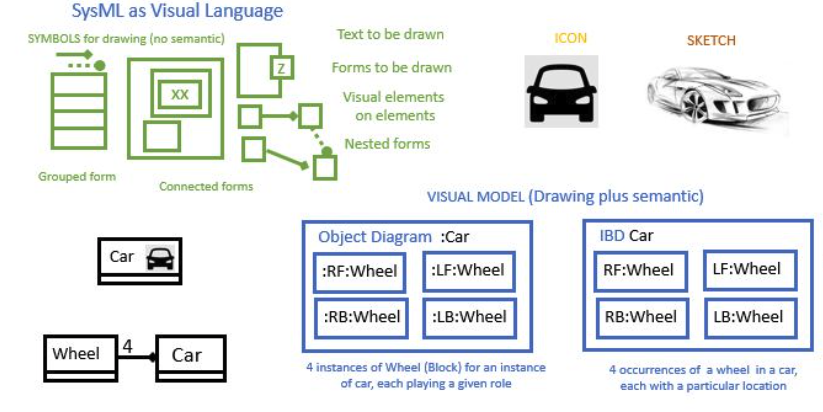 SysML as Visual Language
SYMBOLS for drawing (no semantic)
Text to be drawn
Z
Forms to be drawn
XX
Visual elements
on elements
Nested forms
Grouped form
Connected forms
ICON
SKETCH
VISUAL MODEL (Drawing plus semantic)
Car
Wheel
4
Car
Object Diagram :Car
:RF:Wheel
:LF:Wheel
:RB:Wheel
:LB:Wheel
4 instances of Wheel (Block) for an instance
of car, each playing a given role
IBD Car
RF:Wheel
LF:Wheel
RB:Wheel
LB:Wheel
4 occurrences of a wheel in a car,
each with a particular location